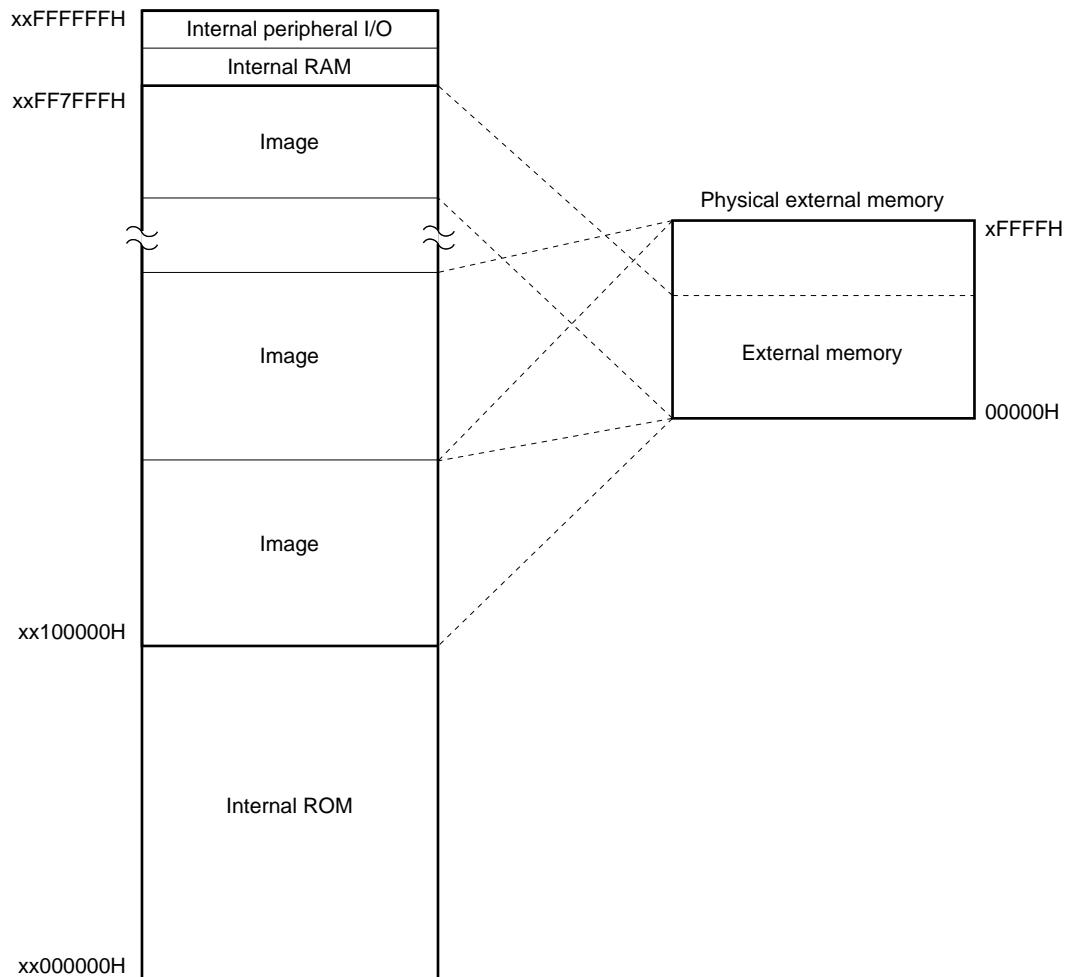 xxFFFFFFH
Internal peripheral I/O
Internal RAM
xxFF7FFFH
Image
Physical external memory
xFFFFH
Image
External memory
00000H
Image
xx100000H
Internal ROM
xx000000H